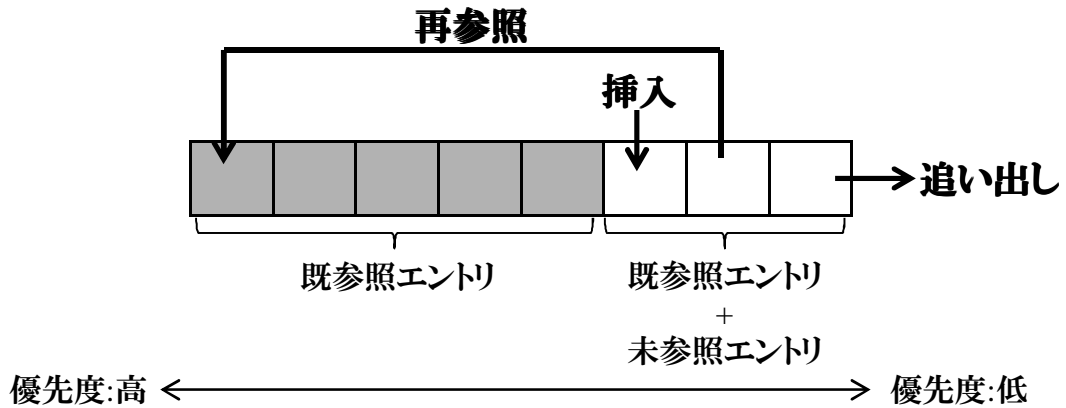 再参照
挿入
追い出し
既参照エントリ
既参照エントリ
+
未参照エントリ
優先度:高
優先度:低